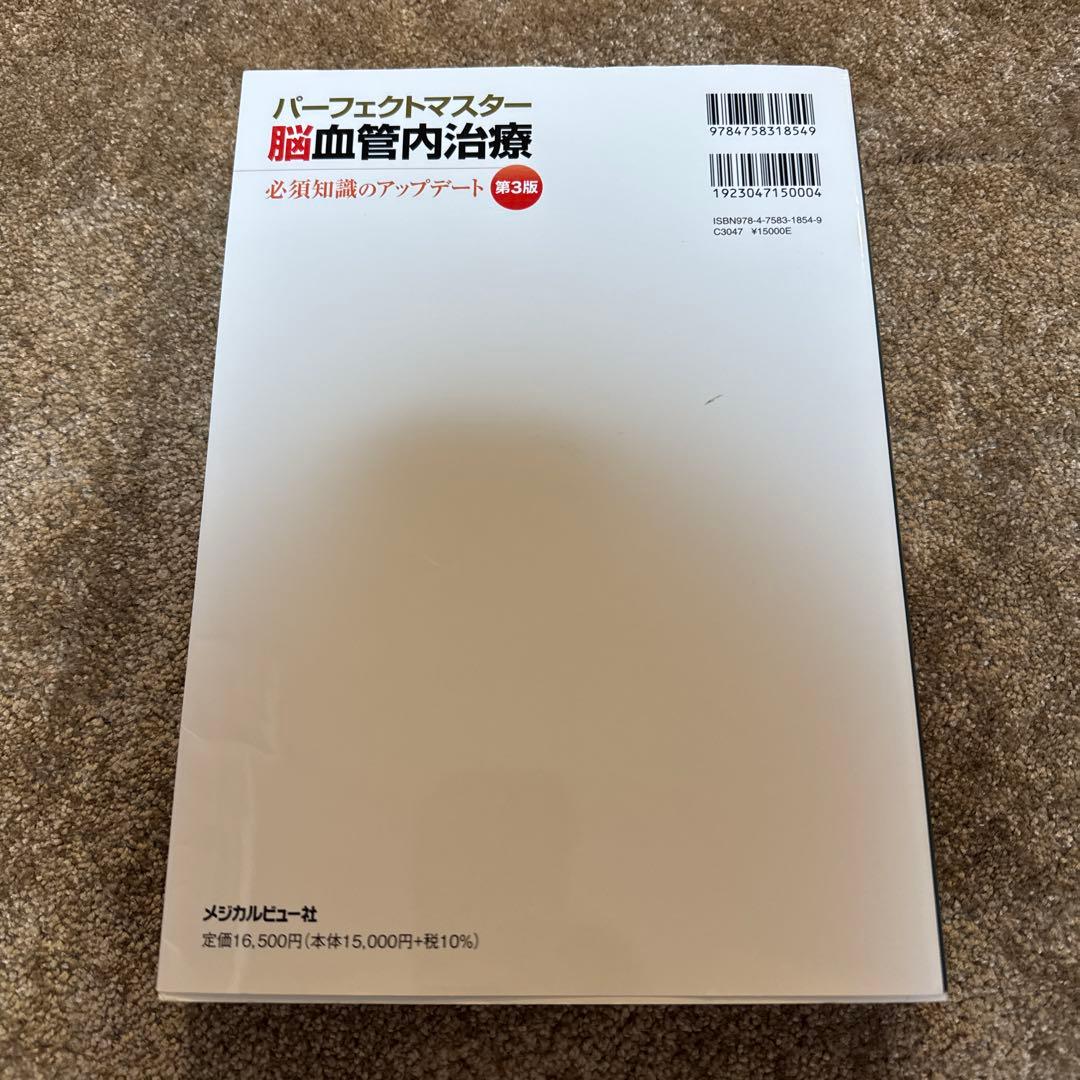 パーフェクトマスター
脳血管内治療
必須知識のアップデート 第3版
9784758318549
1923047150004
ISBN978-4-7583-1854-9
C3047 ¥15000E
メジカルビュー社
定価16,500円(本体15,000円+税10%)